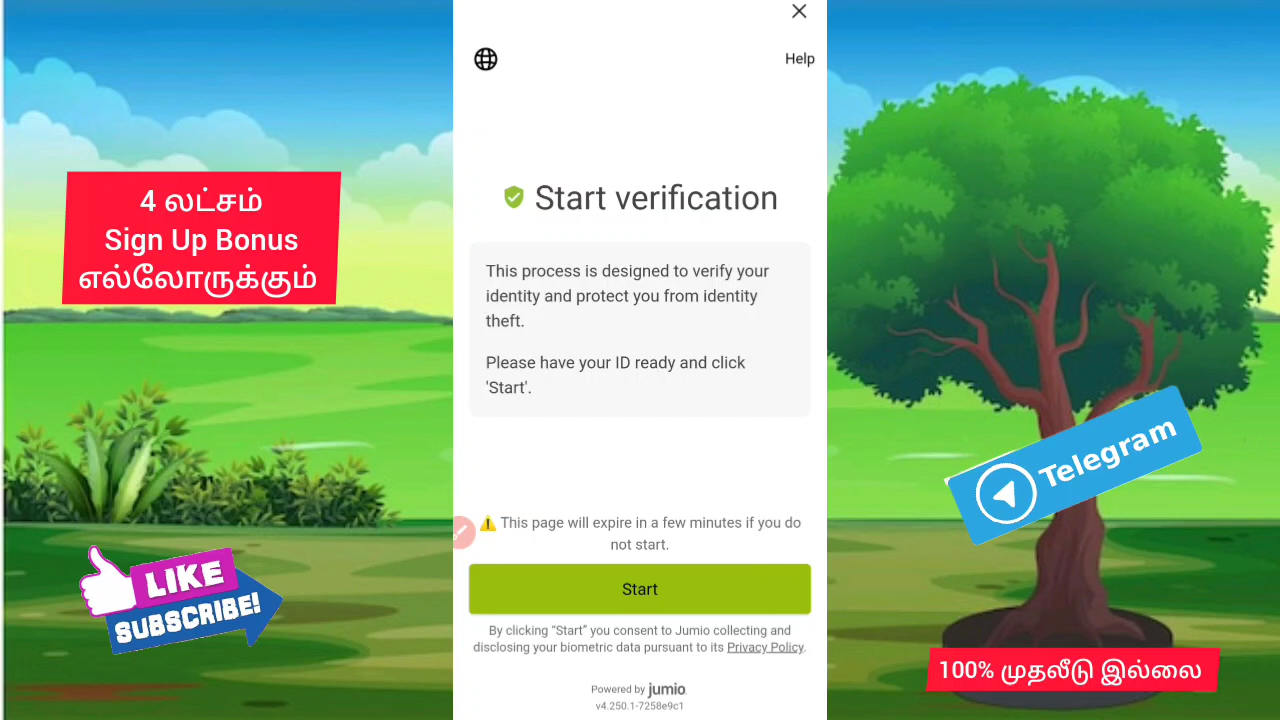 4 லட்சம்
Sign Up Bonus
எல்லோருக்கும்
LIKE
SUBSCRIBE!
Help
Start verification
This process is designed to verify your
identity and protect you from identity
theft.
Please have your ID ready and click
'Start'.
⚠️ This page will expire in a few minutes if you do
not start.
Start
By clicking “Start” you consent to Jumio collecting and
disclosing your biometric data pursuant to its Privacy Policy.
Powered by jumio.
v4.250.1-7258e9c1
Telegram
100% முதலீடு இல்லை